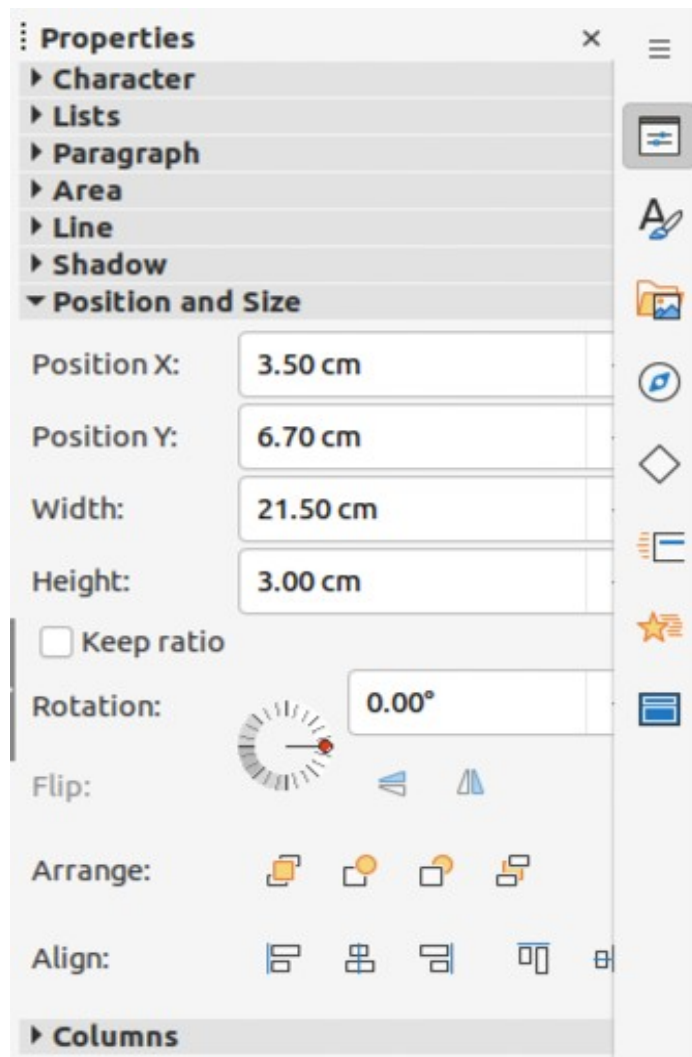 Properties
Character
Lists
Paragraph
Area
Line
Shadow
Position and Size
Position X: 3.50 cm
Position Y: 6.70 cm
Width: 21.50 cm
Height: 3.00 cm
Keep ratio
Rotation: 0.00°
Flip:
Arrange:
Align:
Columns